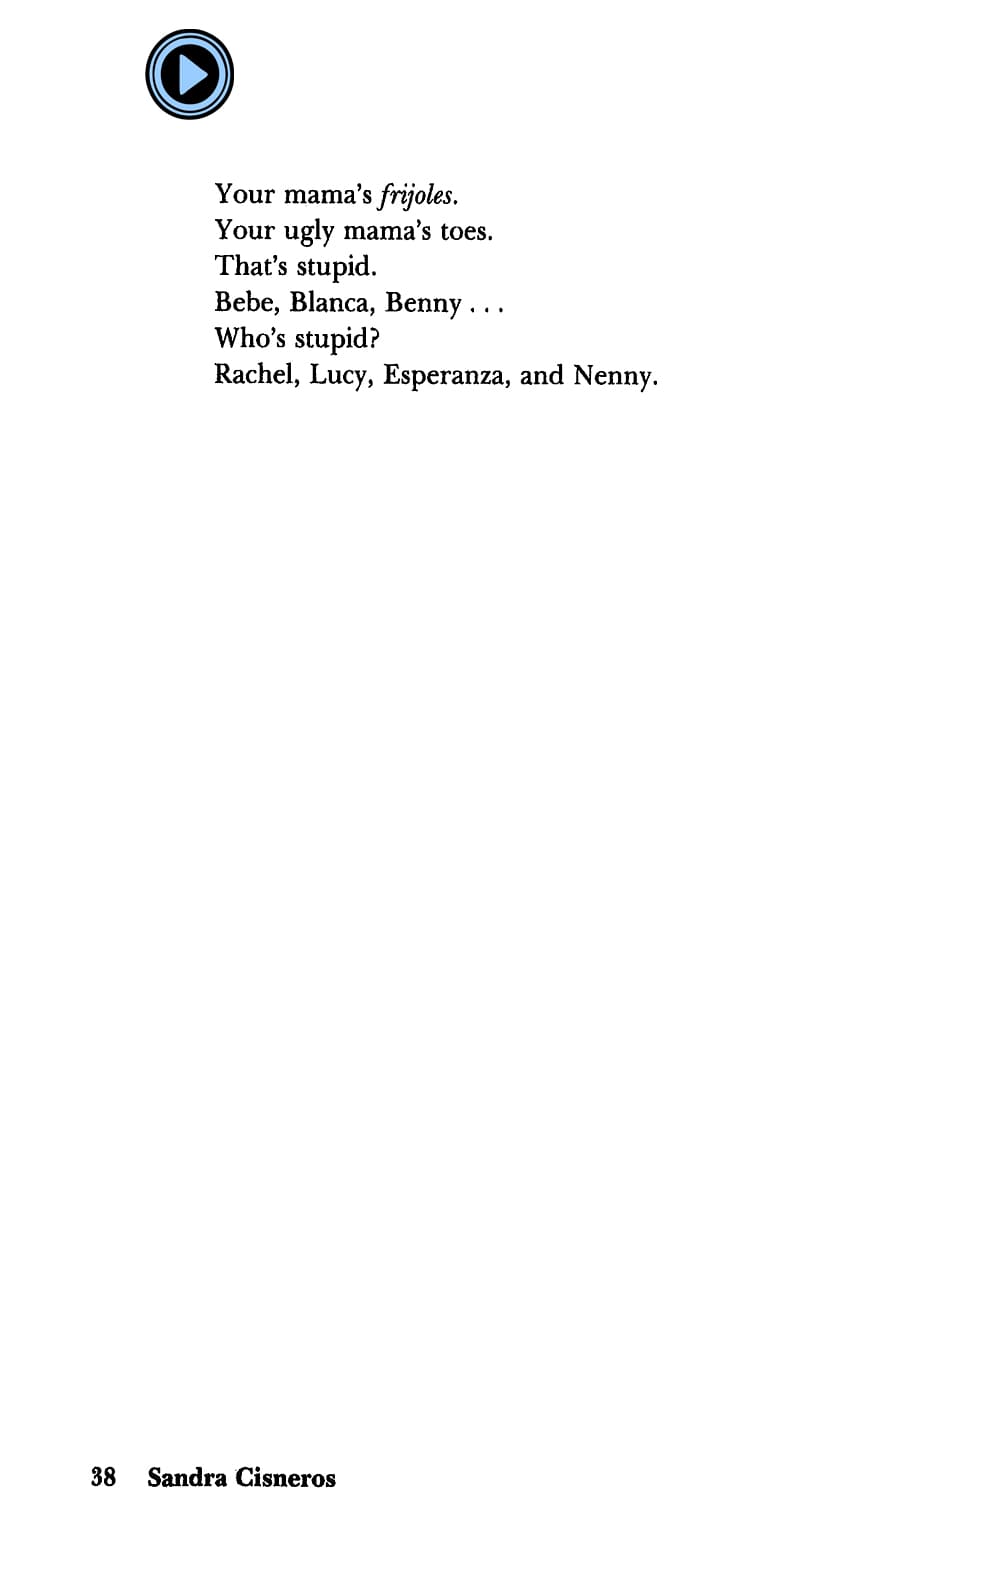 Your mama’s frijoles.
Your ugly mama’s toes.
That’s stupid.
Bebe, Blanca, Benny . . .
Who’s stupid?
Rachel, Lucy, Esperanza, and Nenny.
38 Sandra Cisneros